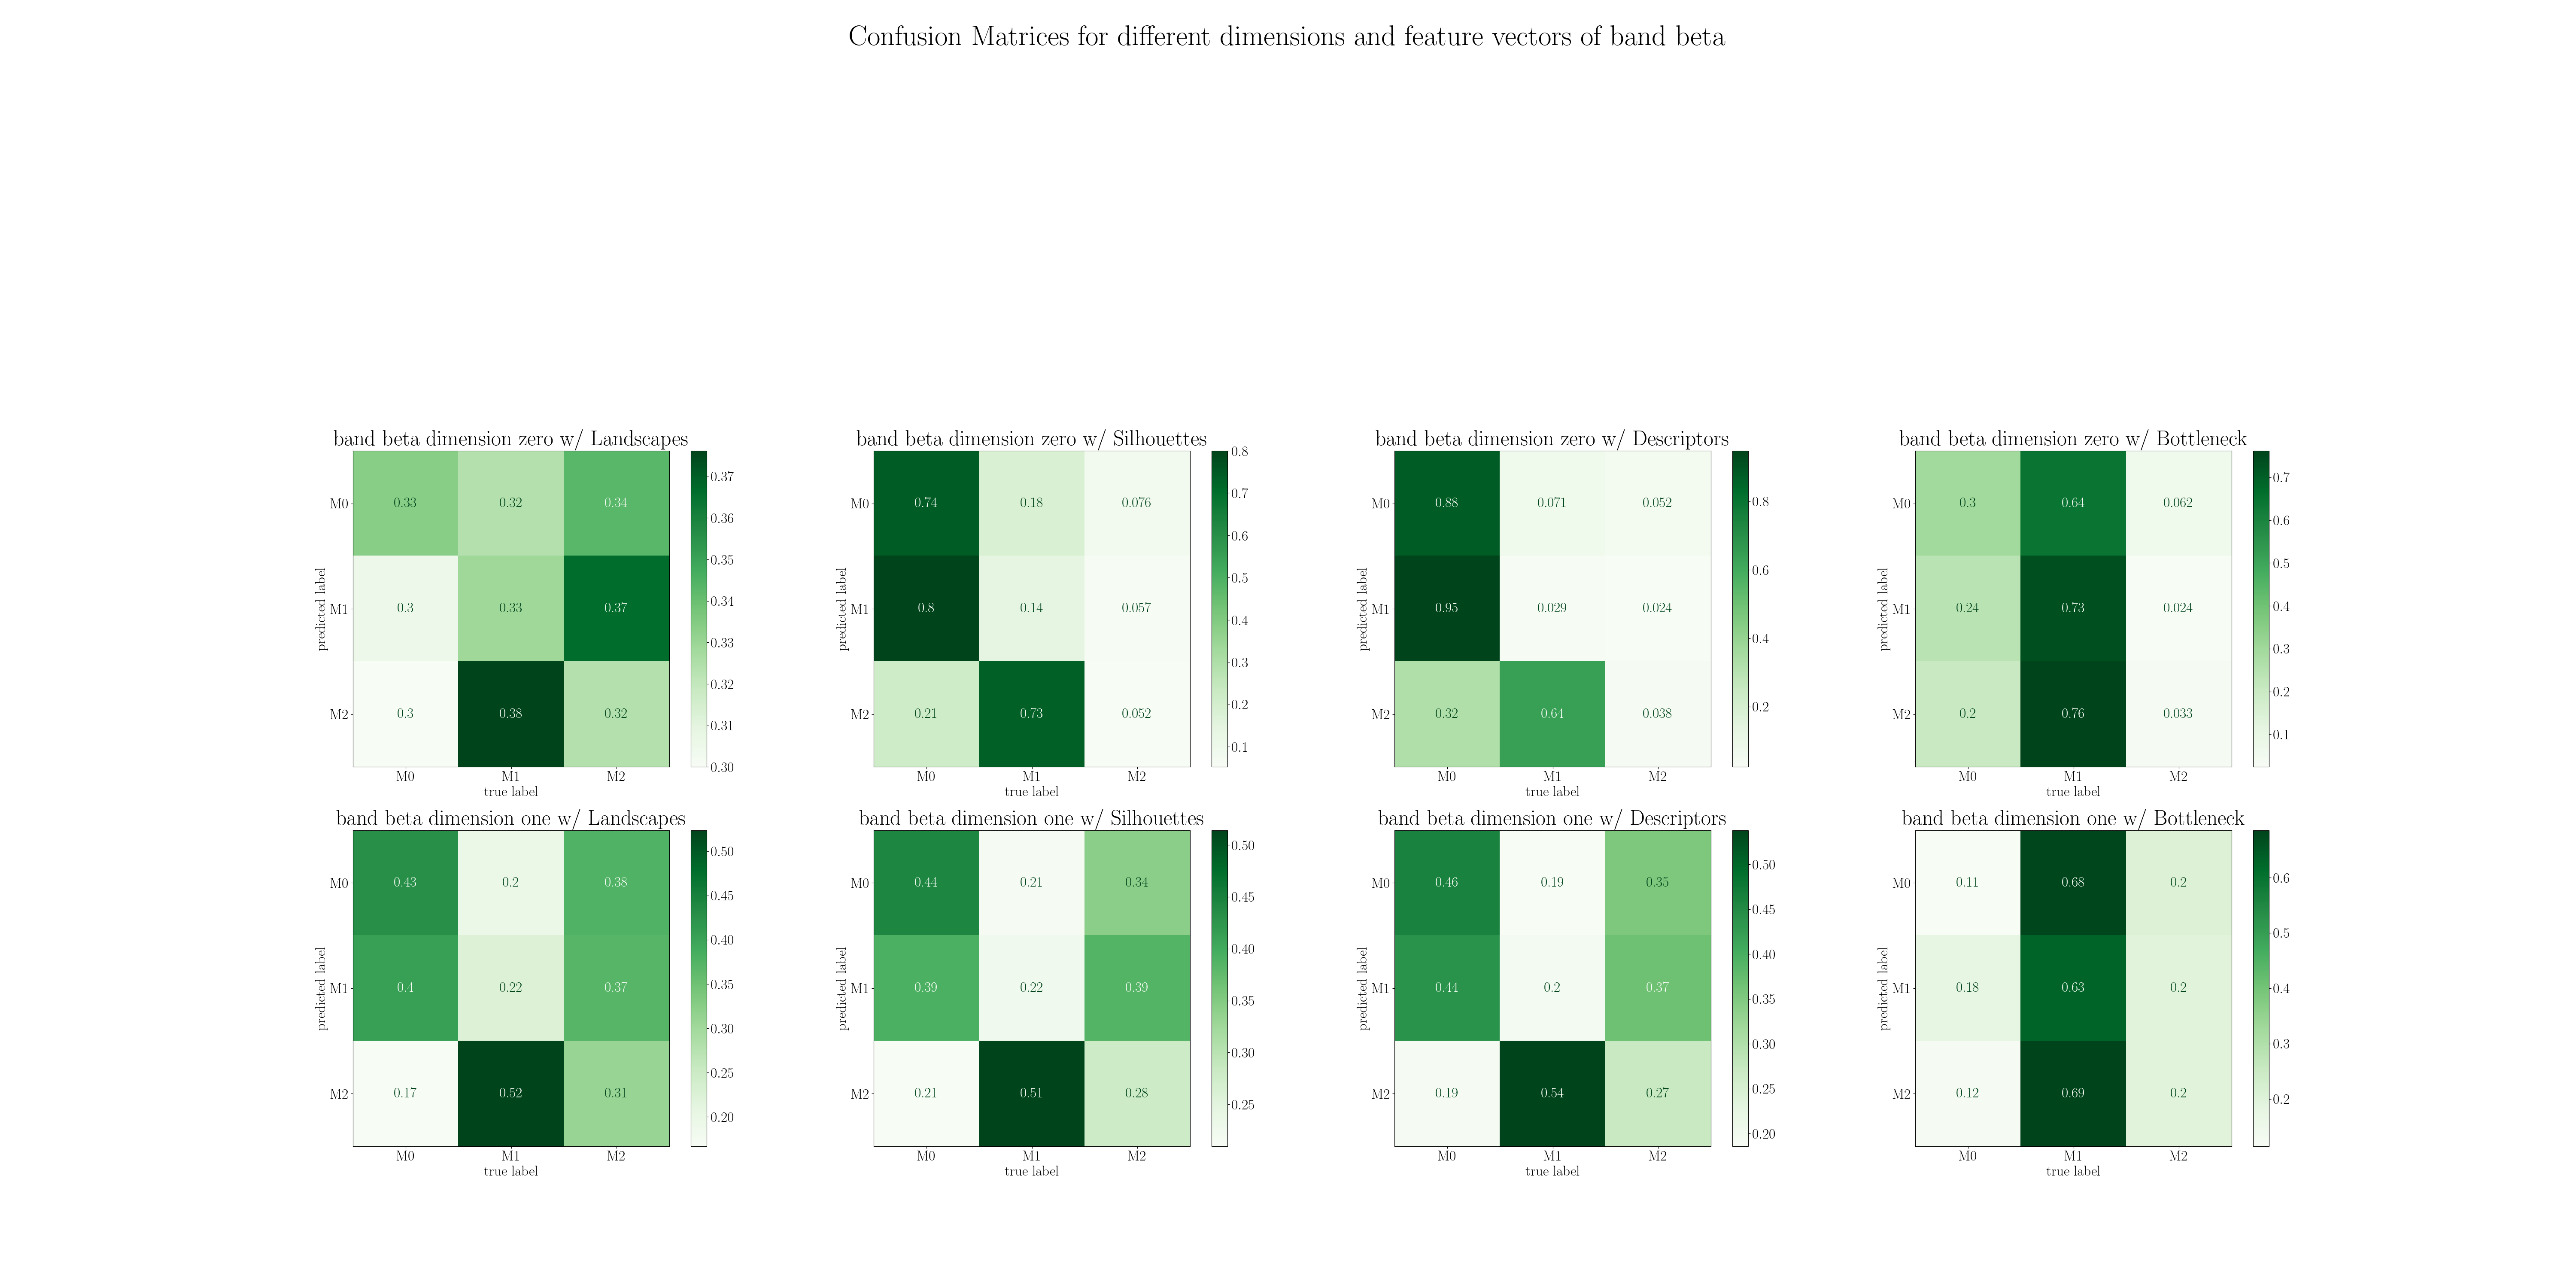 Confusion Matrices for different dimensions and feature vectors of band beta
band beta dimension zero w/ Landscapes
predicted label
M0 0.33 0.32 0.34
M1 0.3 0.33 0.37
M2 0.3 0.38 0.32
M0 M1 M2
true label
0.37
0.36
0.35
0.34
0.33
0.32
0.31
0.30
band beta dimension zero w/ Silhouettes
predicted label
M0 0.74 0.18 0.076
M1 0.8 0.14 0.057
M2 0.21 0.73 0.052
M0 M1 M2
true label
0.8
0.7
0.6
0.5
0.4
0.3
0.2
0.1
band beta dimension zero w/ Descriptors
predicted label
M0 0.88 0.071 0.052
M1 0.95 0.029 0.024
M2 0.32 0.64 0.038
M0 M1 M2
true label
0.8
0.6
0.4
0.2
band beta dimension zero w/ Bottleneck
predicted label
M0 0.3 0.64 0.062
M1 0.24 0.73 0.024
M2 0.2 0.76 0.033
M0 M1 M2
true label
0.7
0.6
0.5
0.4
0.3
0.2
0.1
band beta dimension one w/ Landscapes
predicted label
M0 0.43 0.2 0.38
M1 0.4 0.22 0.37
M2 0.17 0.52 0.31
M0 M1 M2
true label
0.50
0.45
0.40
0.35
0.30
0.25
0.20
band beta dimension one w/ Silhouettes
predicted label
M0 0.44 0.21 0.34
M1 0.39 0.22 0.39
M2 0.21 0.51 0.28
M0 M1 M2
true label
0.50
0.45
0.40
0.35
0.30
0.25
band beta dimension one w/ Descriptors
predicted label
M0 0.46 0.19 0.35
M1 0.44 0.2 0.37
M2 0.19 0.54 0.27
M0 M1 M2
true label
0.50
0.45
0.40
0.35
0.30
0.25
0.20
band beta dimension one w/ Bottleneck
predicted label
M0 0.11 0.68 0.2
M1 0.18 0.63 0.2
M2 0.12 0.69 0.2
M0 M1 M2
true label
0.6
0.5
0.4
0.3
0.2